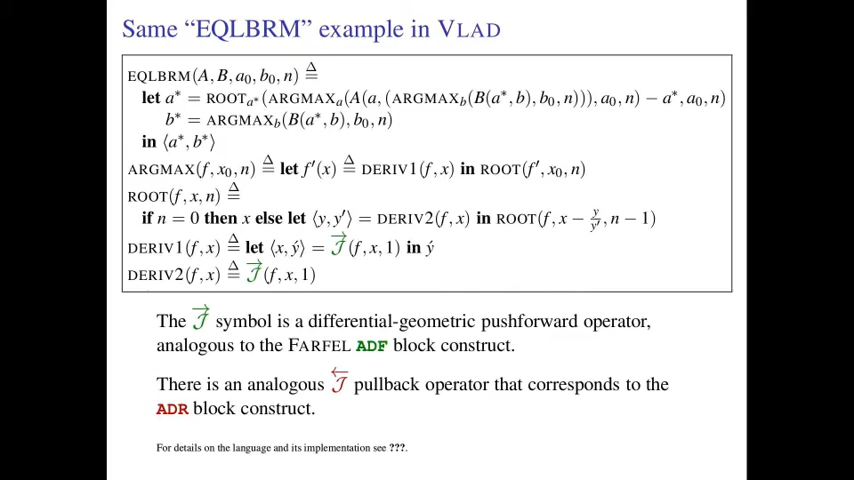 Same “EQLBRM” example in VLAD
EQLBRM(A, B, a₀, b₀, n) ≜
let a* = ROOTₐ*(ARGMAXₐ(A(a, (ARGMAX_b(B(a*, b), b₀, n))), a₀, n) − a*, a₀, n)
b* = ARGMAX_b(B(a*, b), b₀, n)
in ⟨a*, b*⟩
ARGMAX(f, x₀, n) ≜ let f′(x) ≜ DERIV1(f, x) in ROOT(f′, x₀, n)
ROOT(f, x, n) ≜
if n = 0 then x else let ⟨y, y′⟩ = DERIV2(f, x) in ROOT(f, x − y/y′, n − 1)
DERIV1(f, x) ≜ let ⟨x, ý⟩ = 𝒥⃗(f, x, 1) in ý
DERIV2(f, x) ≜ 𝒥⃗(f, x, 1)
The 𝒥⃗ symbol is a differential-geometric pushforward operator,
analogous to the FARFEL ADF block construct.
There is an analogous 𝒥⃖ pullback operator that corresponds to the
ADR block construct.
For details on the language and its implementation see ???.